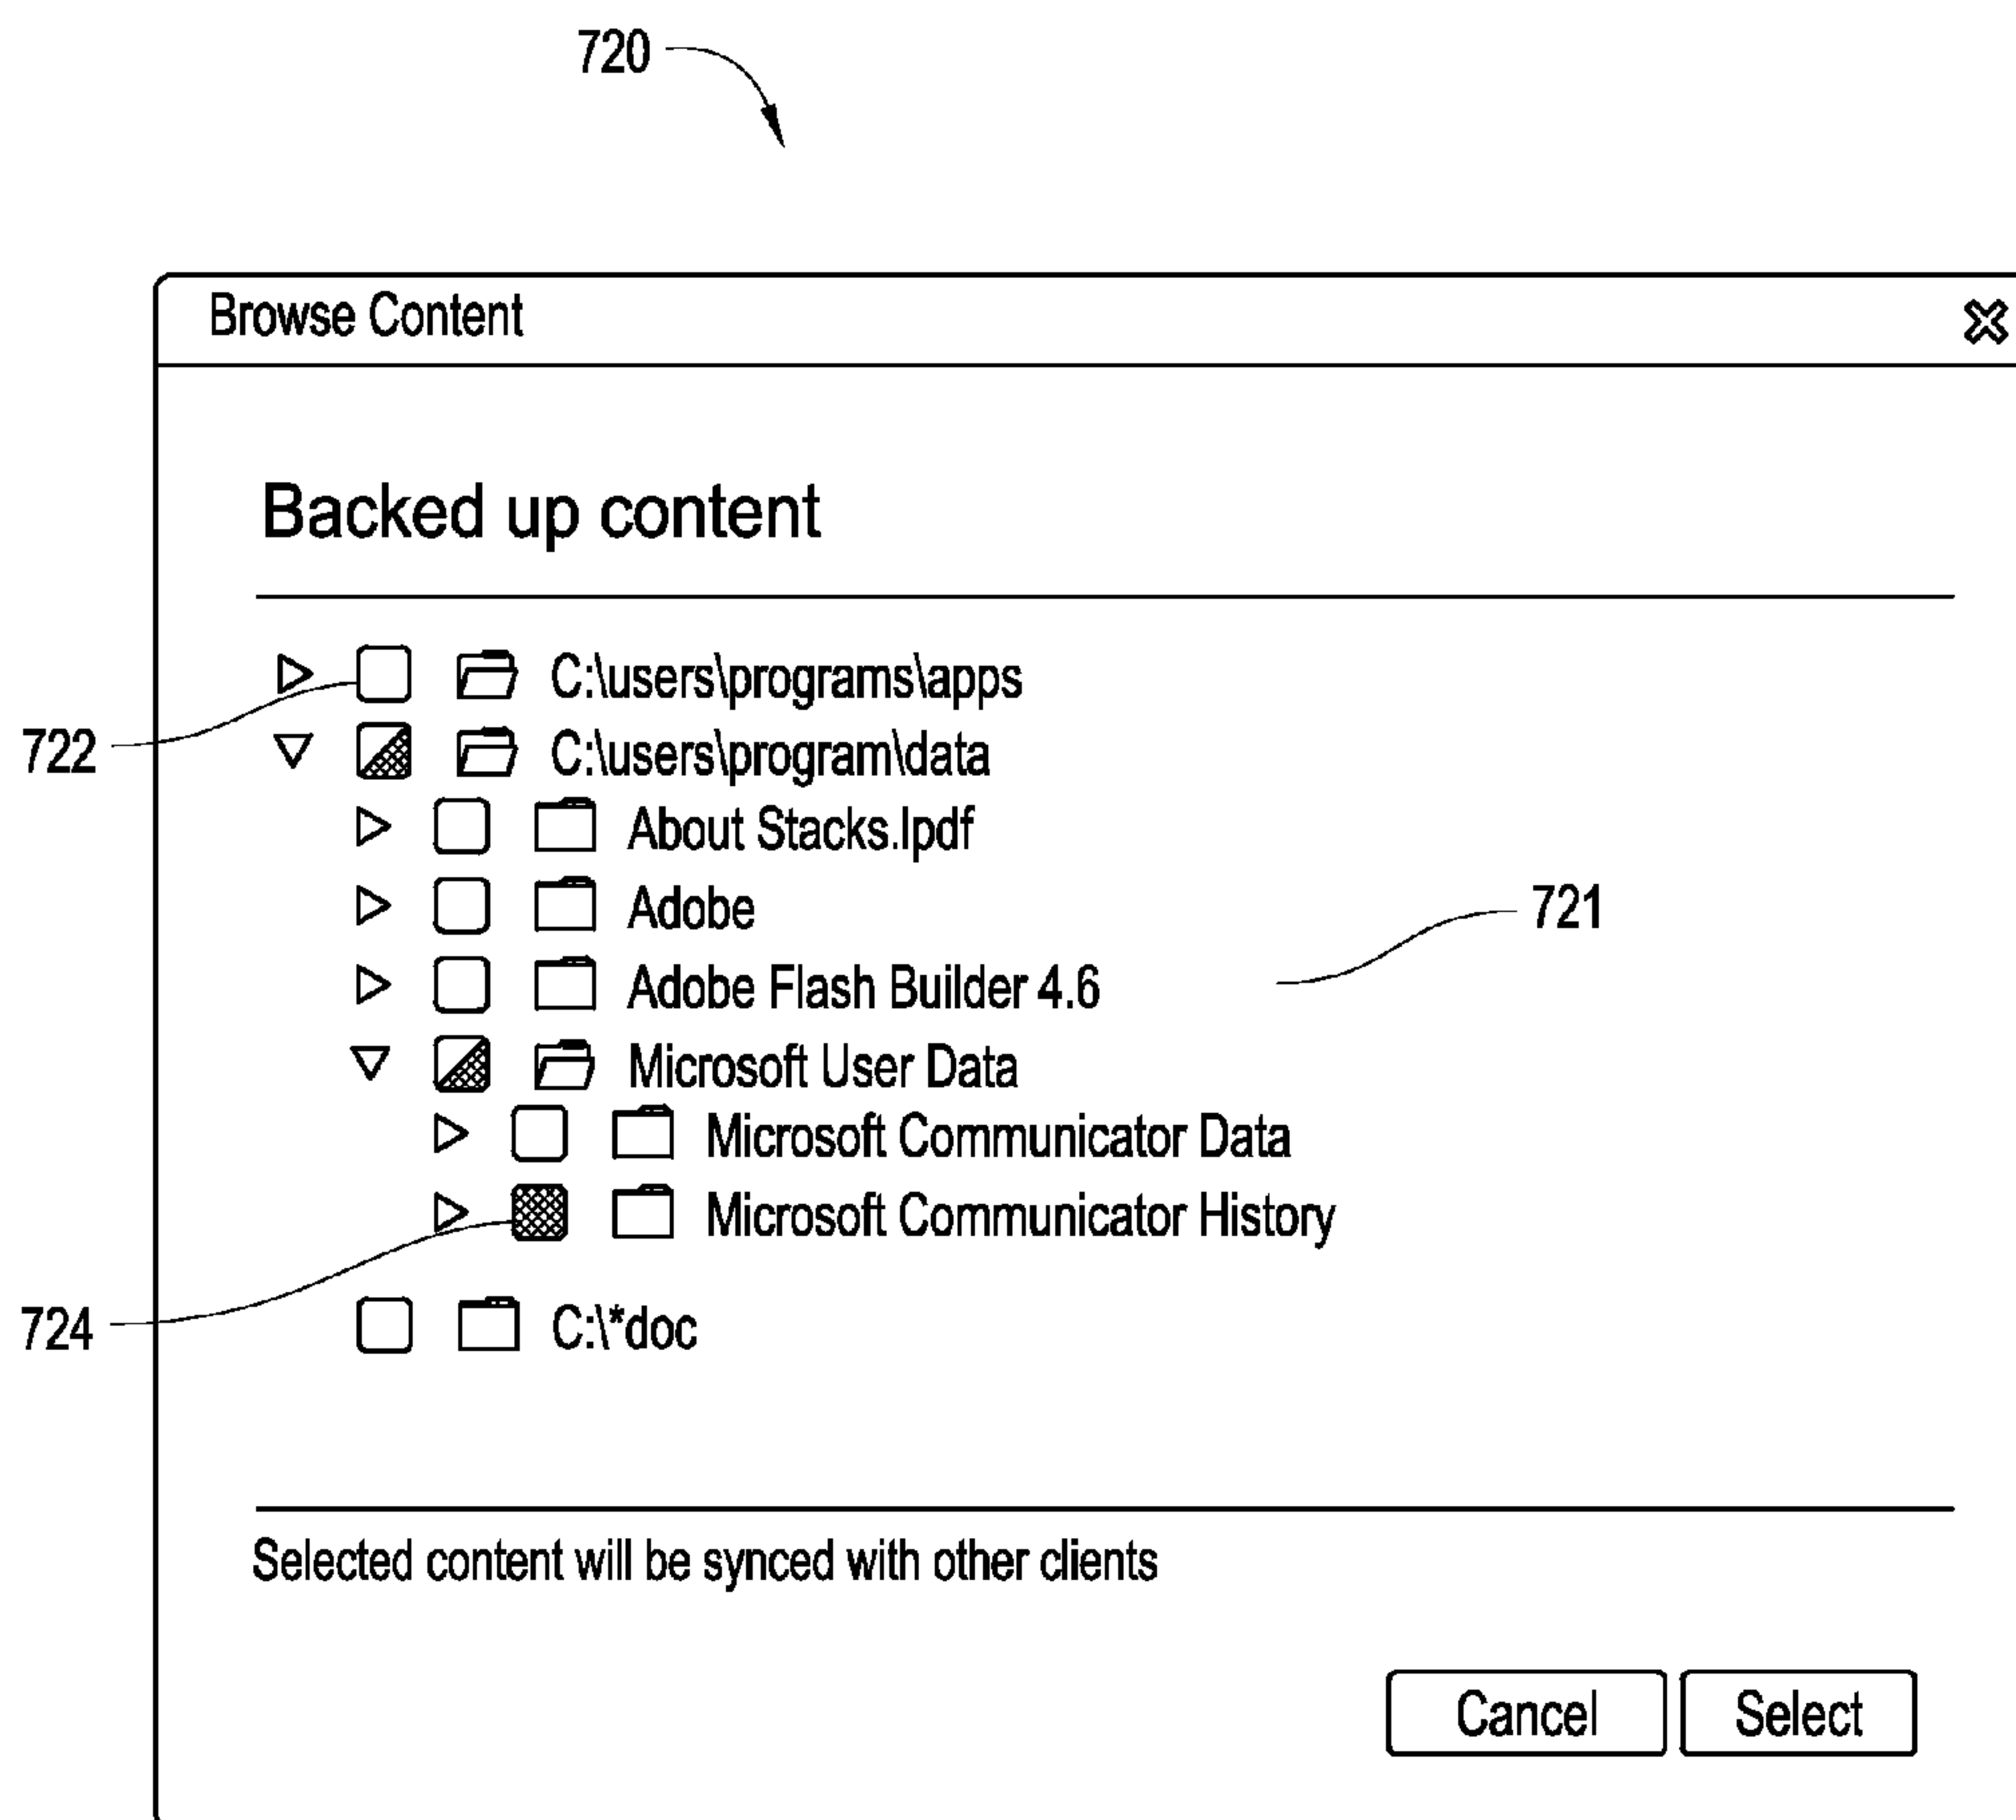 720
Browse Content
Backed up content
C:\users\programs\apps
722
C:\users\program\data
About Stacks.lpdf
Adobe
721
Adobe Flash Builder 4.6
Microsoft User Data
Microsoft Communicator Data
Microsoft Communicator History
724
C:\*doc
Selected content will be synced with other clients
Cancel
Select